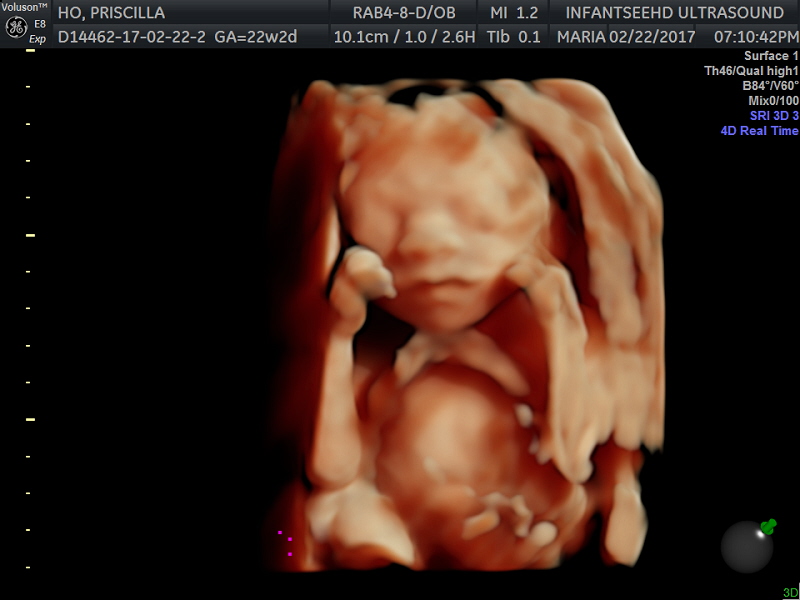 Voluson™ HO, PRISCILLA RAB4-8-D/OB MI 1.2 INFANTSEEHD ULTRASOUND
E8 Exp D14462-17-02-22-2 GA=22w2d 10.1cm / 1.0 / 2.6Hz TIb 0.1 MARIA 02/22/2017 07:10:42PM
Surface 1
Th46/Qual high1
B84°/V60°
Mix0/100
SRI 3D 3
4D Real Time
3D